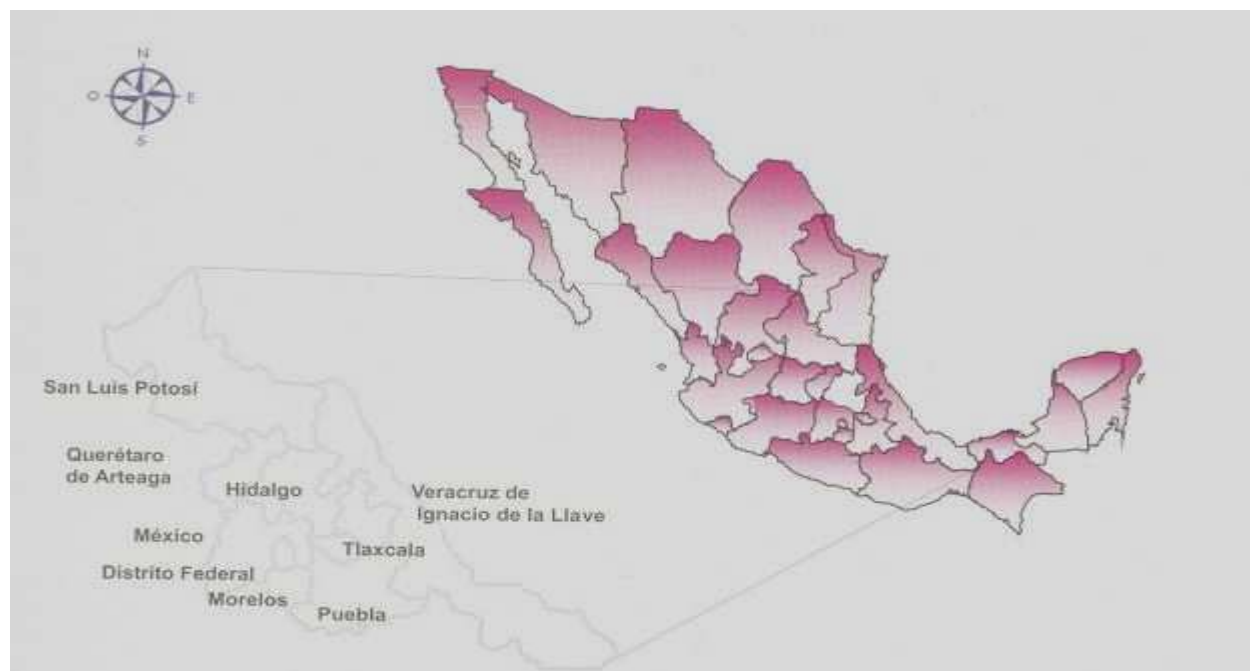 N
O
E
S
San Luis Potosí
Querétaro
de Arteaga
Hidalgo
Veracruz de
Ignacio de la Llave
México
Tlaxcala
Distrito Federal
Morelos
Puebla